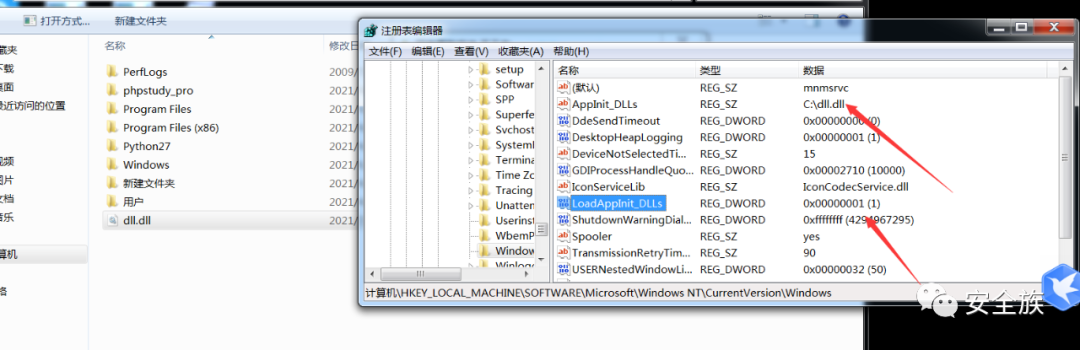 打开方式...
新建文件夹
藏夹
下载
桌面
最近访问的位置
视频
图片
文档
音乐
计算机
名称
修改日
PerfLogs
2009/
phpstudy_pro
2021/
Program Files
2021/
Program Files (x86)
2021/
Python27
2021/
Windows
2021/
新建文件夹
2021/
用户
2021/
dll.dll
2021/
注册表编辑器
文件(F) 编辑(E) 查看(V) 收藏夹(A) 帮助(H)
setup
Softwar
SPP
Superfe
Svchost
System
Termina
Time Zo
Tracing
Unatten
Userinst
WbemP
Window
Winlog
名称 类型 数据
(默认) REG_SZ mnmsrvc
AppInit_DLLs REG_SZ C:\dll.dll
DdeSendTimeout REG_DWORD 0x00000000 (0)
DesktopHeapLogging REG_DWORD 0x00000001 (1)
DeviceNotSelectedTi... REG_SZ 15
GDIProcessHandleQuo... REG_DWORD 0x00002710 (10000)
IconServiceLib REG_SZ IconCodecService.dll
LoadAppInit_DLLs REG_DWORD 0x00000001 (1)
ShutdownWarningDial... REG_DWORD 0xffffffff (4294967295)
Spooler REG_SZ yes
TransmissionRetryTim... REG_SZ 90
USERNestedWindowLi... REG_DWORD 0x00000032 (50)
计算机\HKEY_LOCAL_MACHINE\SOFTWARE\Microsoft\Windows NT\CurrentVersion\Windows
安全族